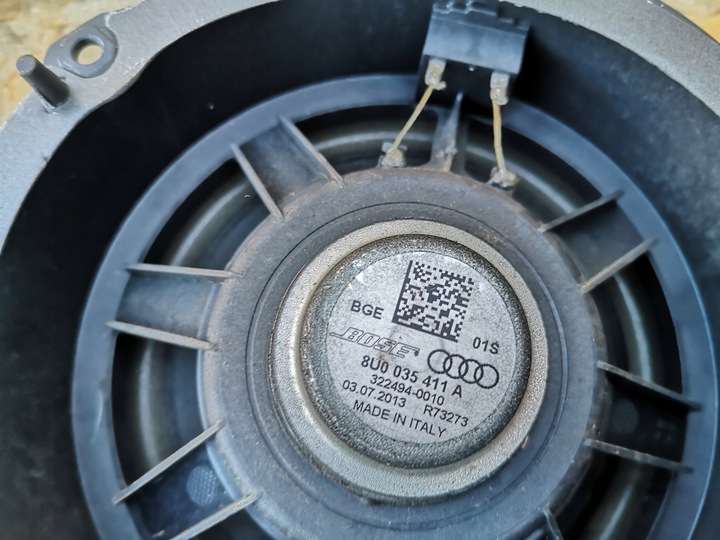 BGE
01S
BOSE
8U0 035 411 A
322494-0010
03.07.2013 R73273
MADE IN ITALY